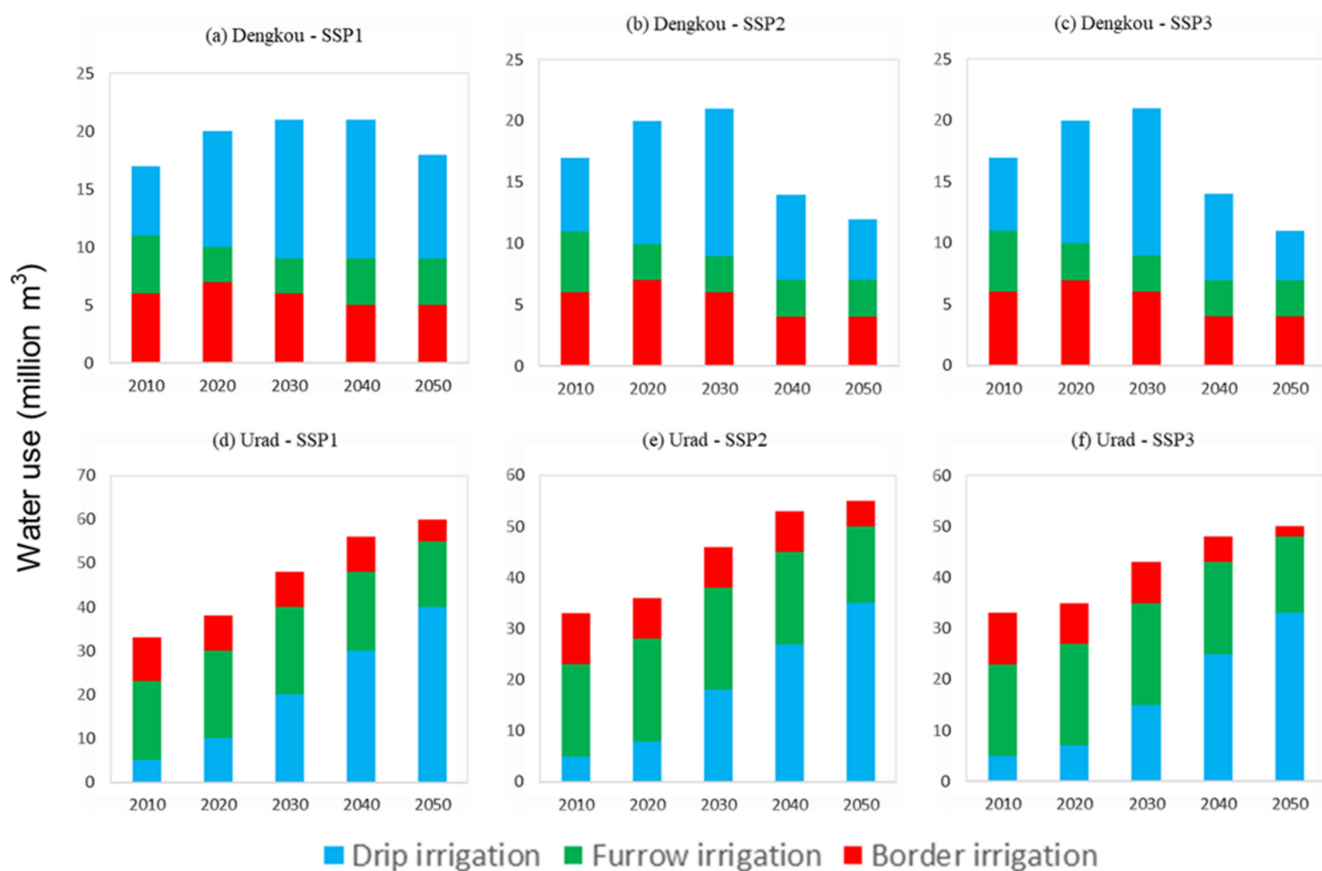 (a) Dengkou - SSP1
(b) Dengkou - SSP2
(c) Dengkou - SSP3
25
20
15
10
5
0
2010 2020 2030 2040 2050
25
20
15
10
5
0
2010 2020 2030 2040 2050
25
20
15
10
5
0
2010 2020 2030 2040 2050
Water use (million m³)
(d) Urad - SSP1
(e) Urad - SSP2
(f) Urad - SSP3
70
60
50
40
30
20
10
0
2010 2020 2030 2040 2050
60
50
40
30
20
10
0
2010 2020 2030 2040 2050
60
50
40
30
20
10
0
2010 2020 2030 2040 2050
Drip irrigation Furrow irrigation Border irrigation